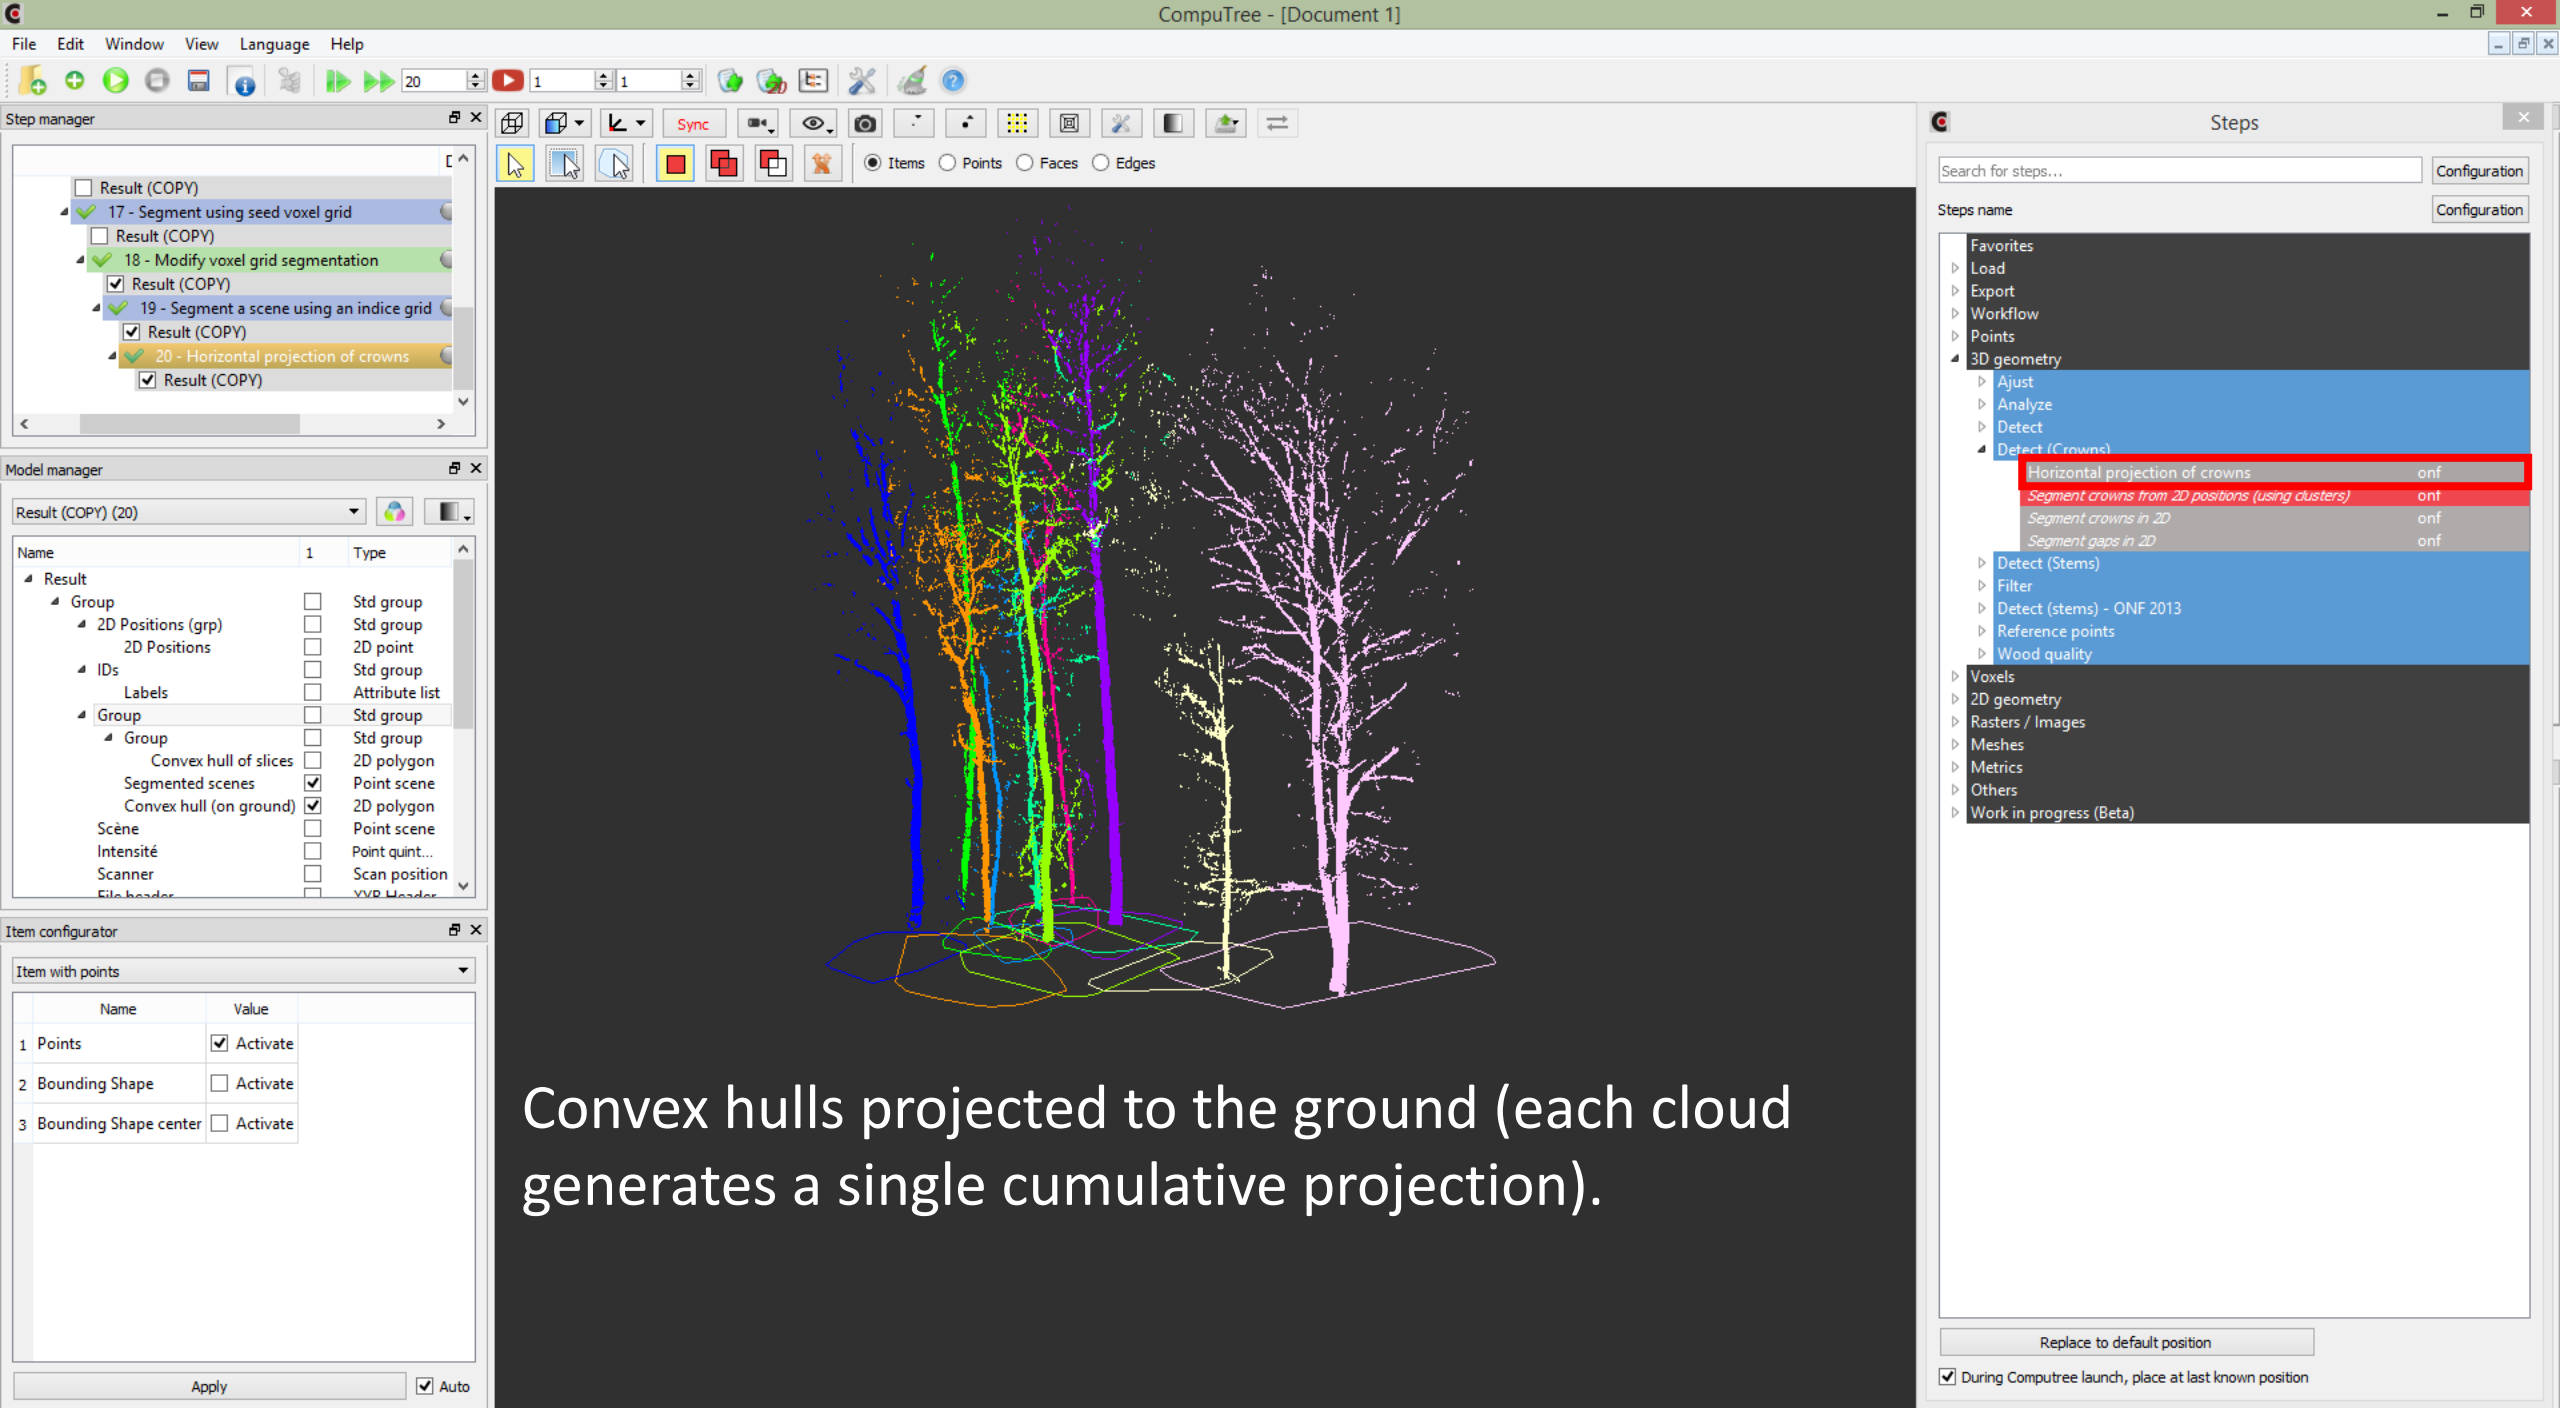 CompuTree - [Document 1]
File Edit Window View Language Help
20 1 1
Step manager
Result (COPY)
17 - Segment using seed voxel grid
Result (COPY)
18 - Modify voxel grid segmentation
Result (COPY)
19 - Segment a scene using an indice grid
Result (COPY)
20 - Horizontal projection of crowns
Result (COPY)
Model manager
Result (COPY) (20)
Name 1 Type
Result
Group Std group
2D Positions (grp) Std group
2D Positions 2D point
IDs Std group
Labels Attribute list
Group Std group
Group Std group
Convex hull of slices 2D polygon
Segmented scenes Point scene
Convex hull (on ground) 2D polygon
Scène Point scene
Intensité Point quint...
Scanner Scan position
File header XYB Header
Item configurator
Item with points
Name Value
1 Points Activate
2 Bounding Shape Activate
3 Bounding Shape center Activate
Apply Auto
Sync
Items Points Faces Edges
Convex hulls projected to the ground (each cloud
generates a single cumulative projection).
Steps
Search for steps... Configuration
Steps name Configuration
Favorites
Load
Export
Workflow
Points
3D geometry
Ajust
Analyze
Detect
Detect (Crowns)
Horizontal projection of crowns onf
Segment crowns from 2D positions (using clusters) onf
Segment crowns in 2D onf
Segment gaps in 2D onf
Detect (Stems)
Filter
Detect (stems) - ONF 2013
Reference points
Wood quality
Voxels
2D geometry
Rasters / Images
Meshes
Metrics
Others
Work in progress (Beta)
Replace to default position
During Computree launch, place at last known position